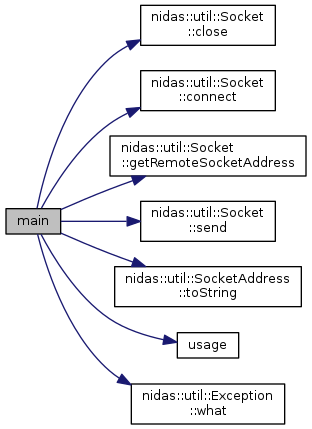 nidas::util::Socket
::close
nidas::util::Socket
::connect
nidas::util::Socket
::getRemoteSocketAddress
main
nidas::util::Socket
::send
nidas::util::SocketAddress
::toString
usage
nidas::util::Exception
::what